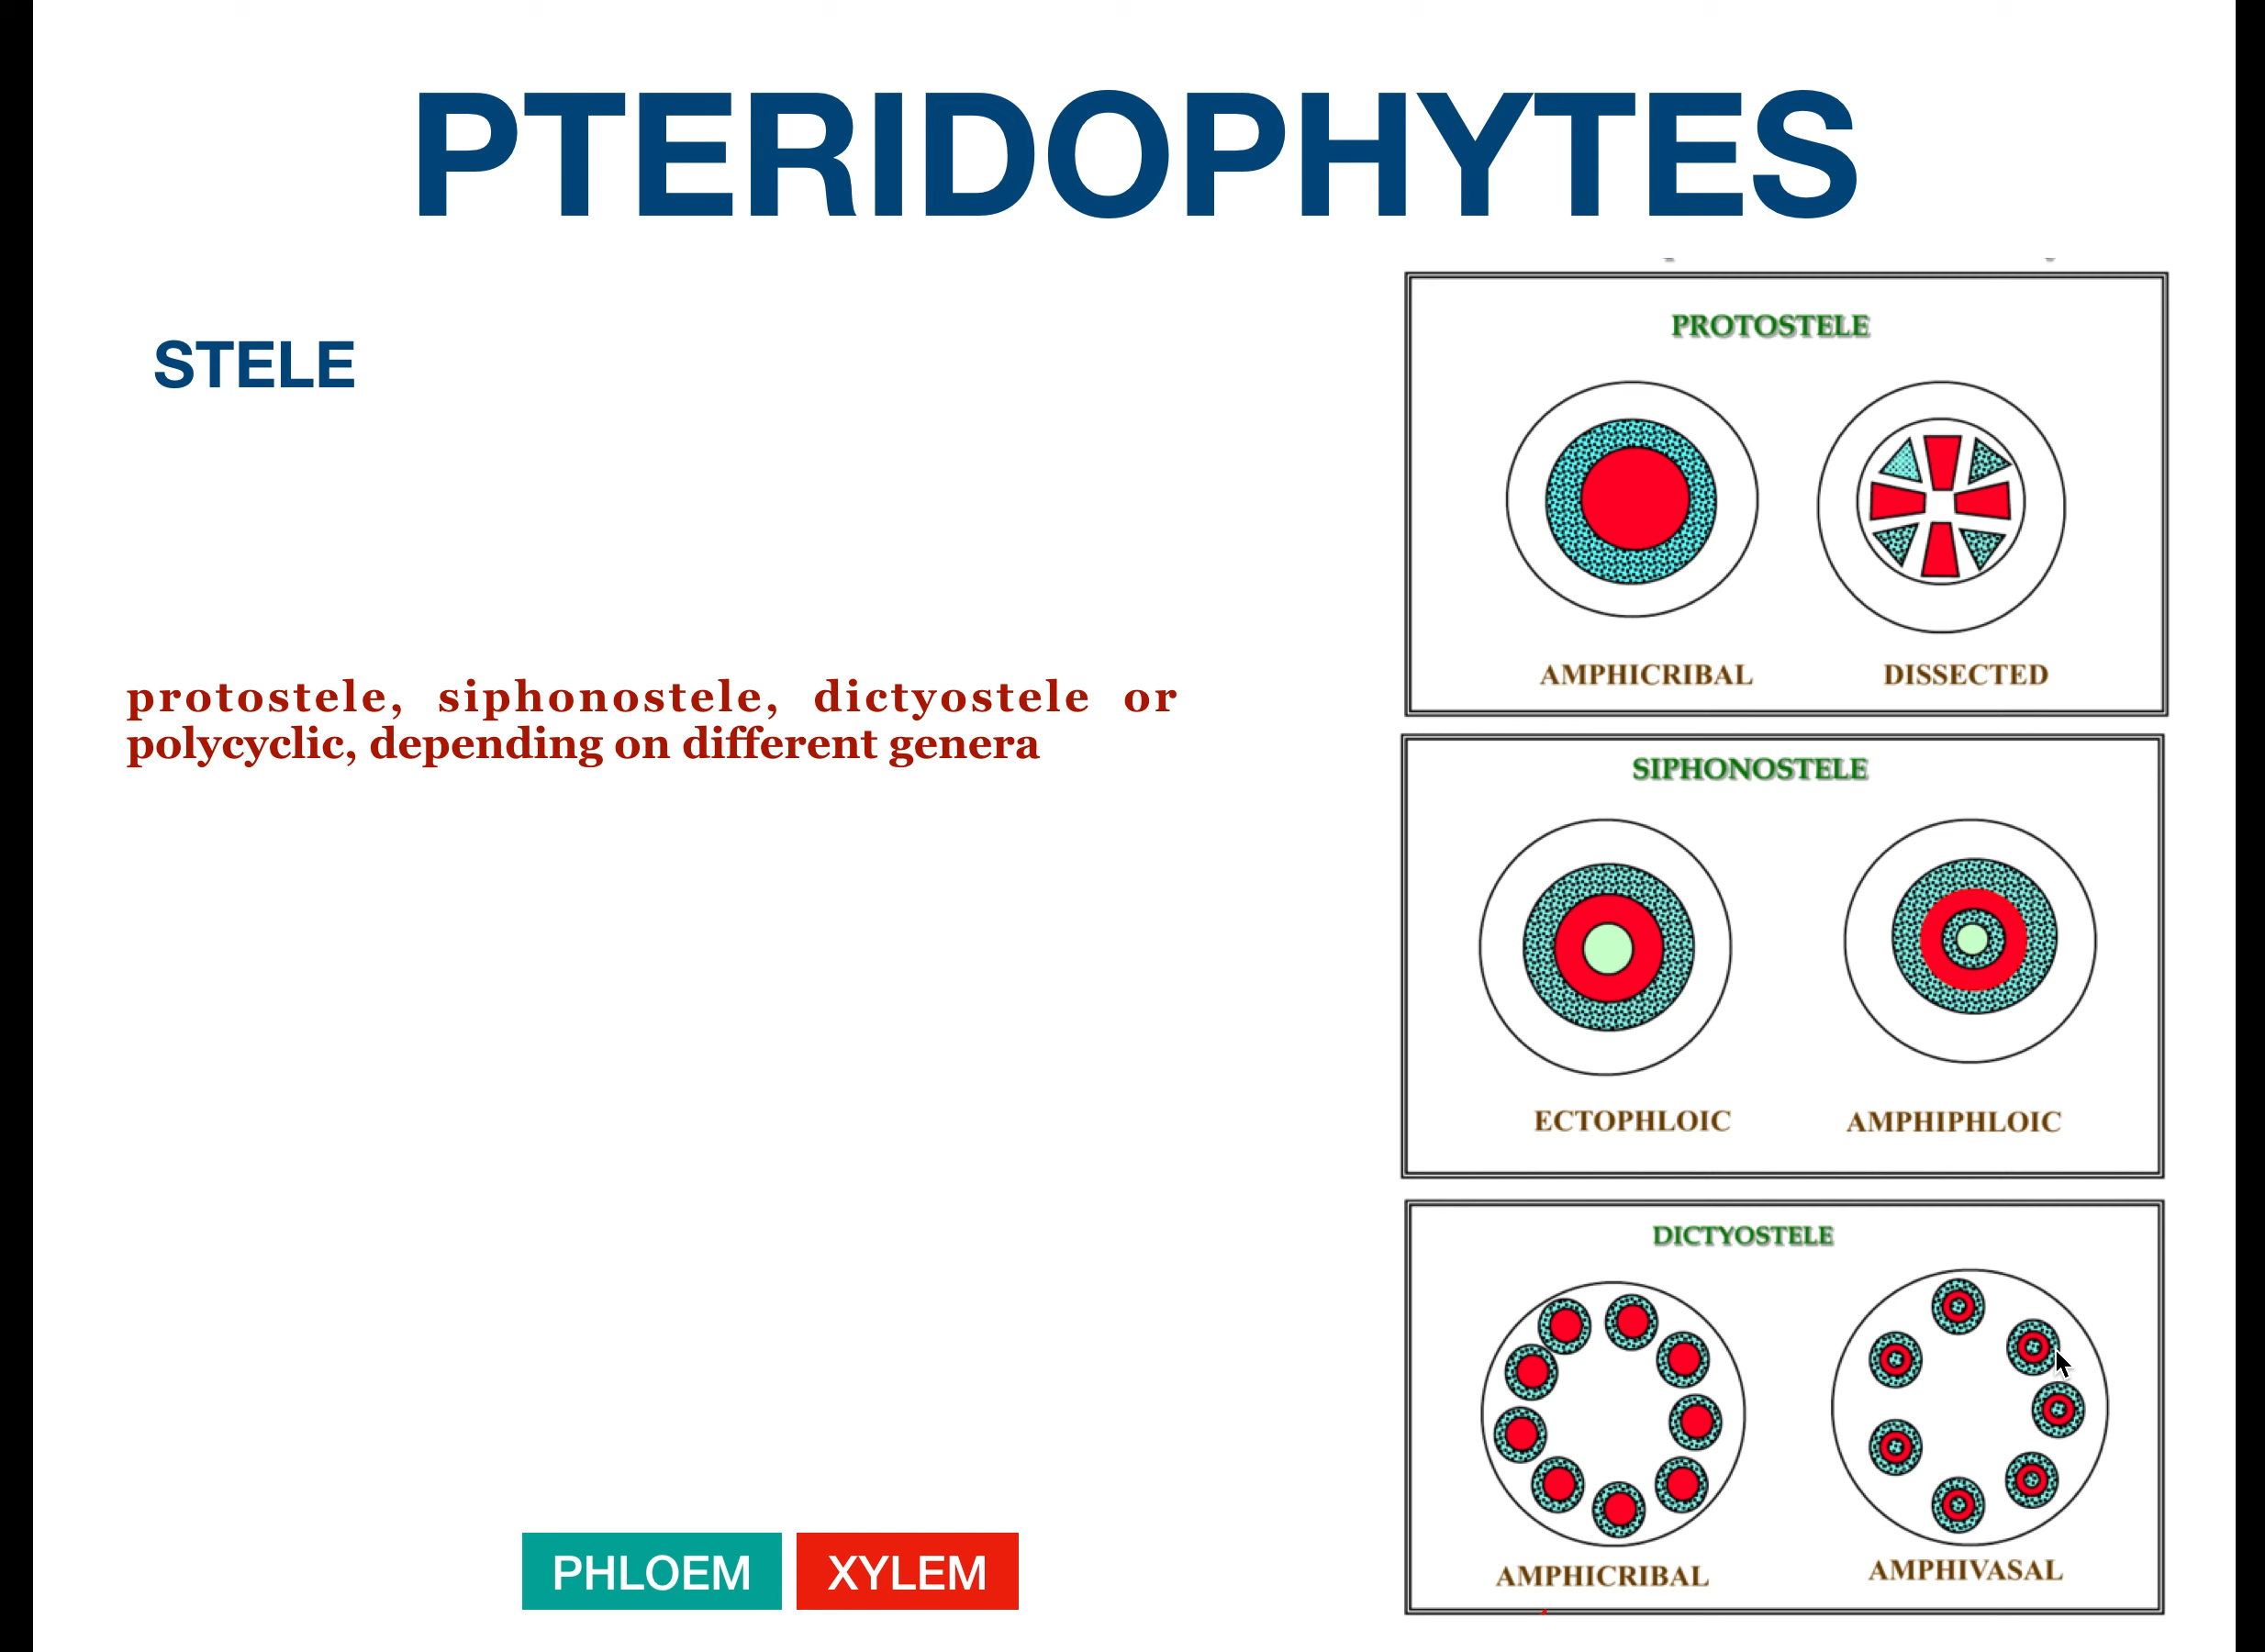 PTERIDOPHYTES
STELE
protostele, siphonostele, dictyostele or
polycyclic, depending on different genera
PHLOEM
XYLEM
PROTOSTELE
AMPHICRIBAL
DISSECTED
SIPHONOSTELE
ECTOPHLOIC
AMPHIPHLOIC
DICTYOSTELE
AMPHICRIBAL
AMPHIVASAL